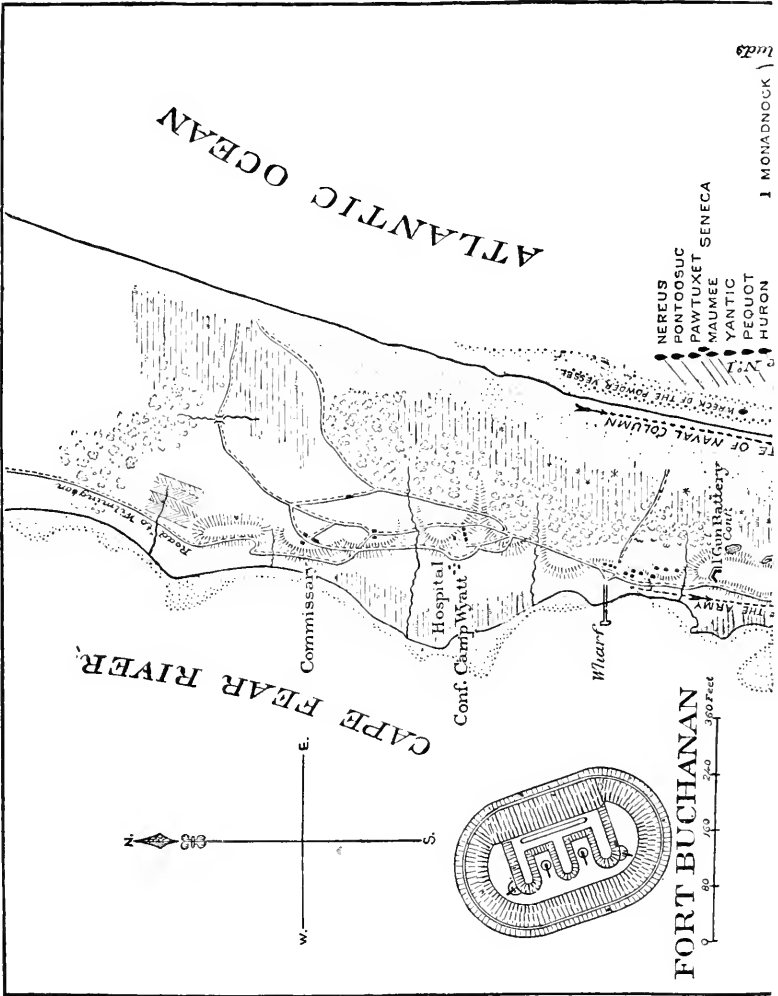 ATLANTIC OCEAN
1 MONADNOCK
NEREUS
PONTOOSUC
PAWTUXET
SENECA
MAUMEE
YANTIC
PEQUOT
HURON
WRECK OF THE POWDER VESSEL
OF NAVAL COLUMN
Road to Wilmington
Commissary
Hospital
Conf. Camp Wyatt
Wharf
Gun Battery
THE ARMY
CAPE FEAR RIVER
N.
E.
S.
W.
FORT BUCHANAN
0 80 160 240 360 Feet